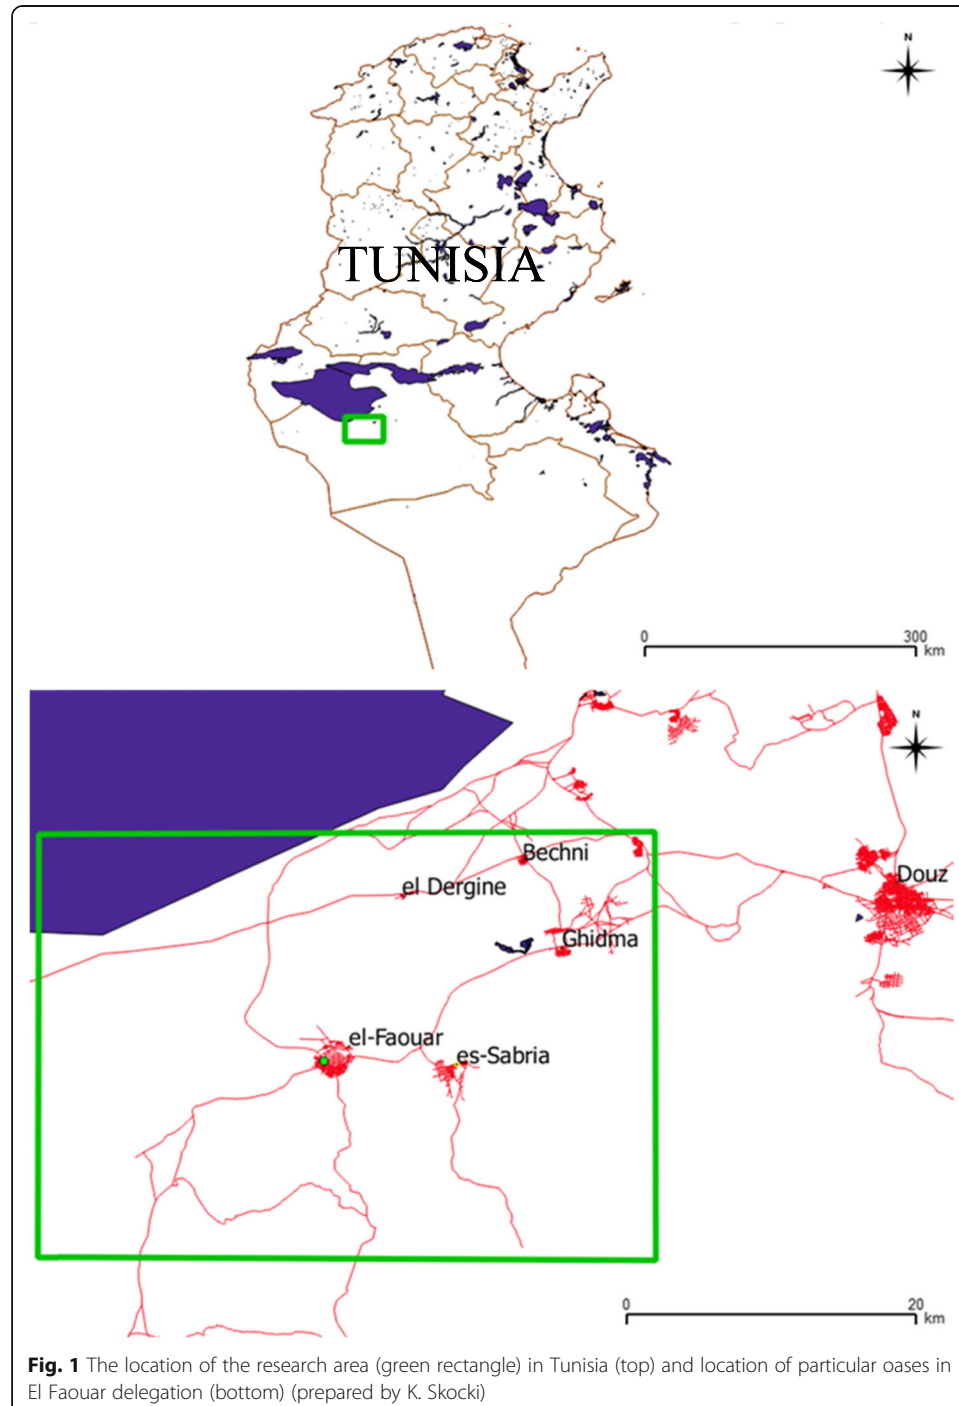 N
TUNISIA
0 300
km
N
Bechni
el Dergine
Douz
Ghidma
el-Faouar
es-Sabria
0 20
km
Fig. 1 The location of the research area (green rectangle) in Tunisia (top) and location of particular oases in
El Faouar delegation (bottom) (prepared by K. Skocki)